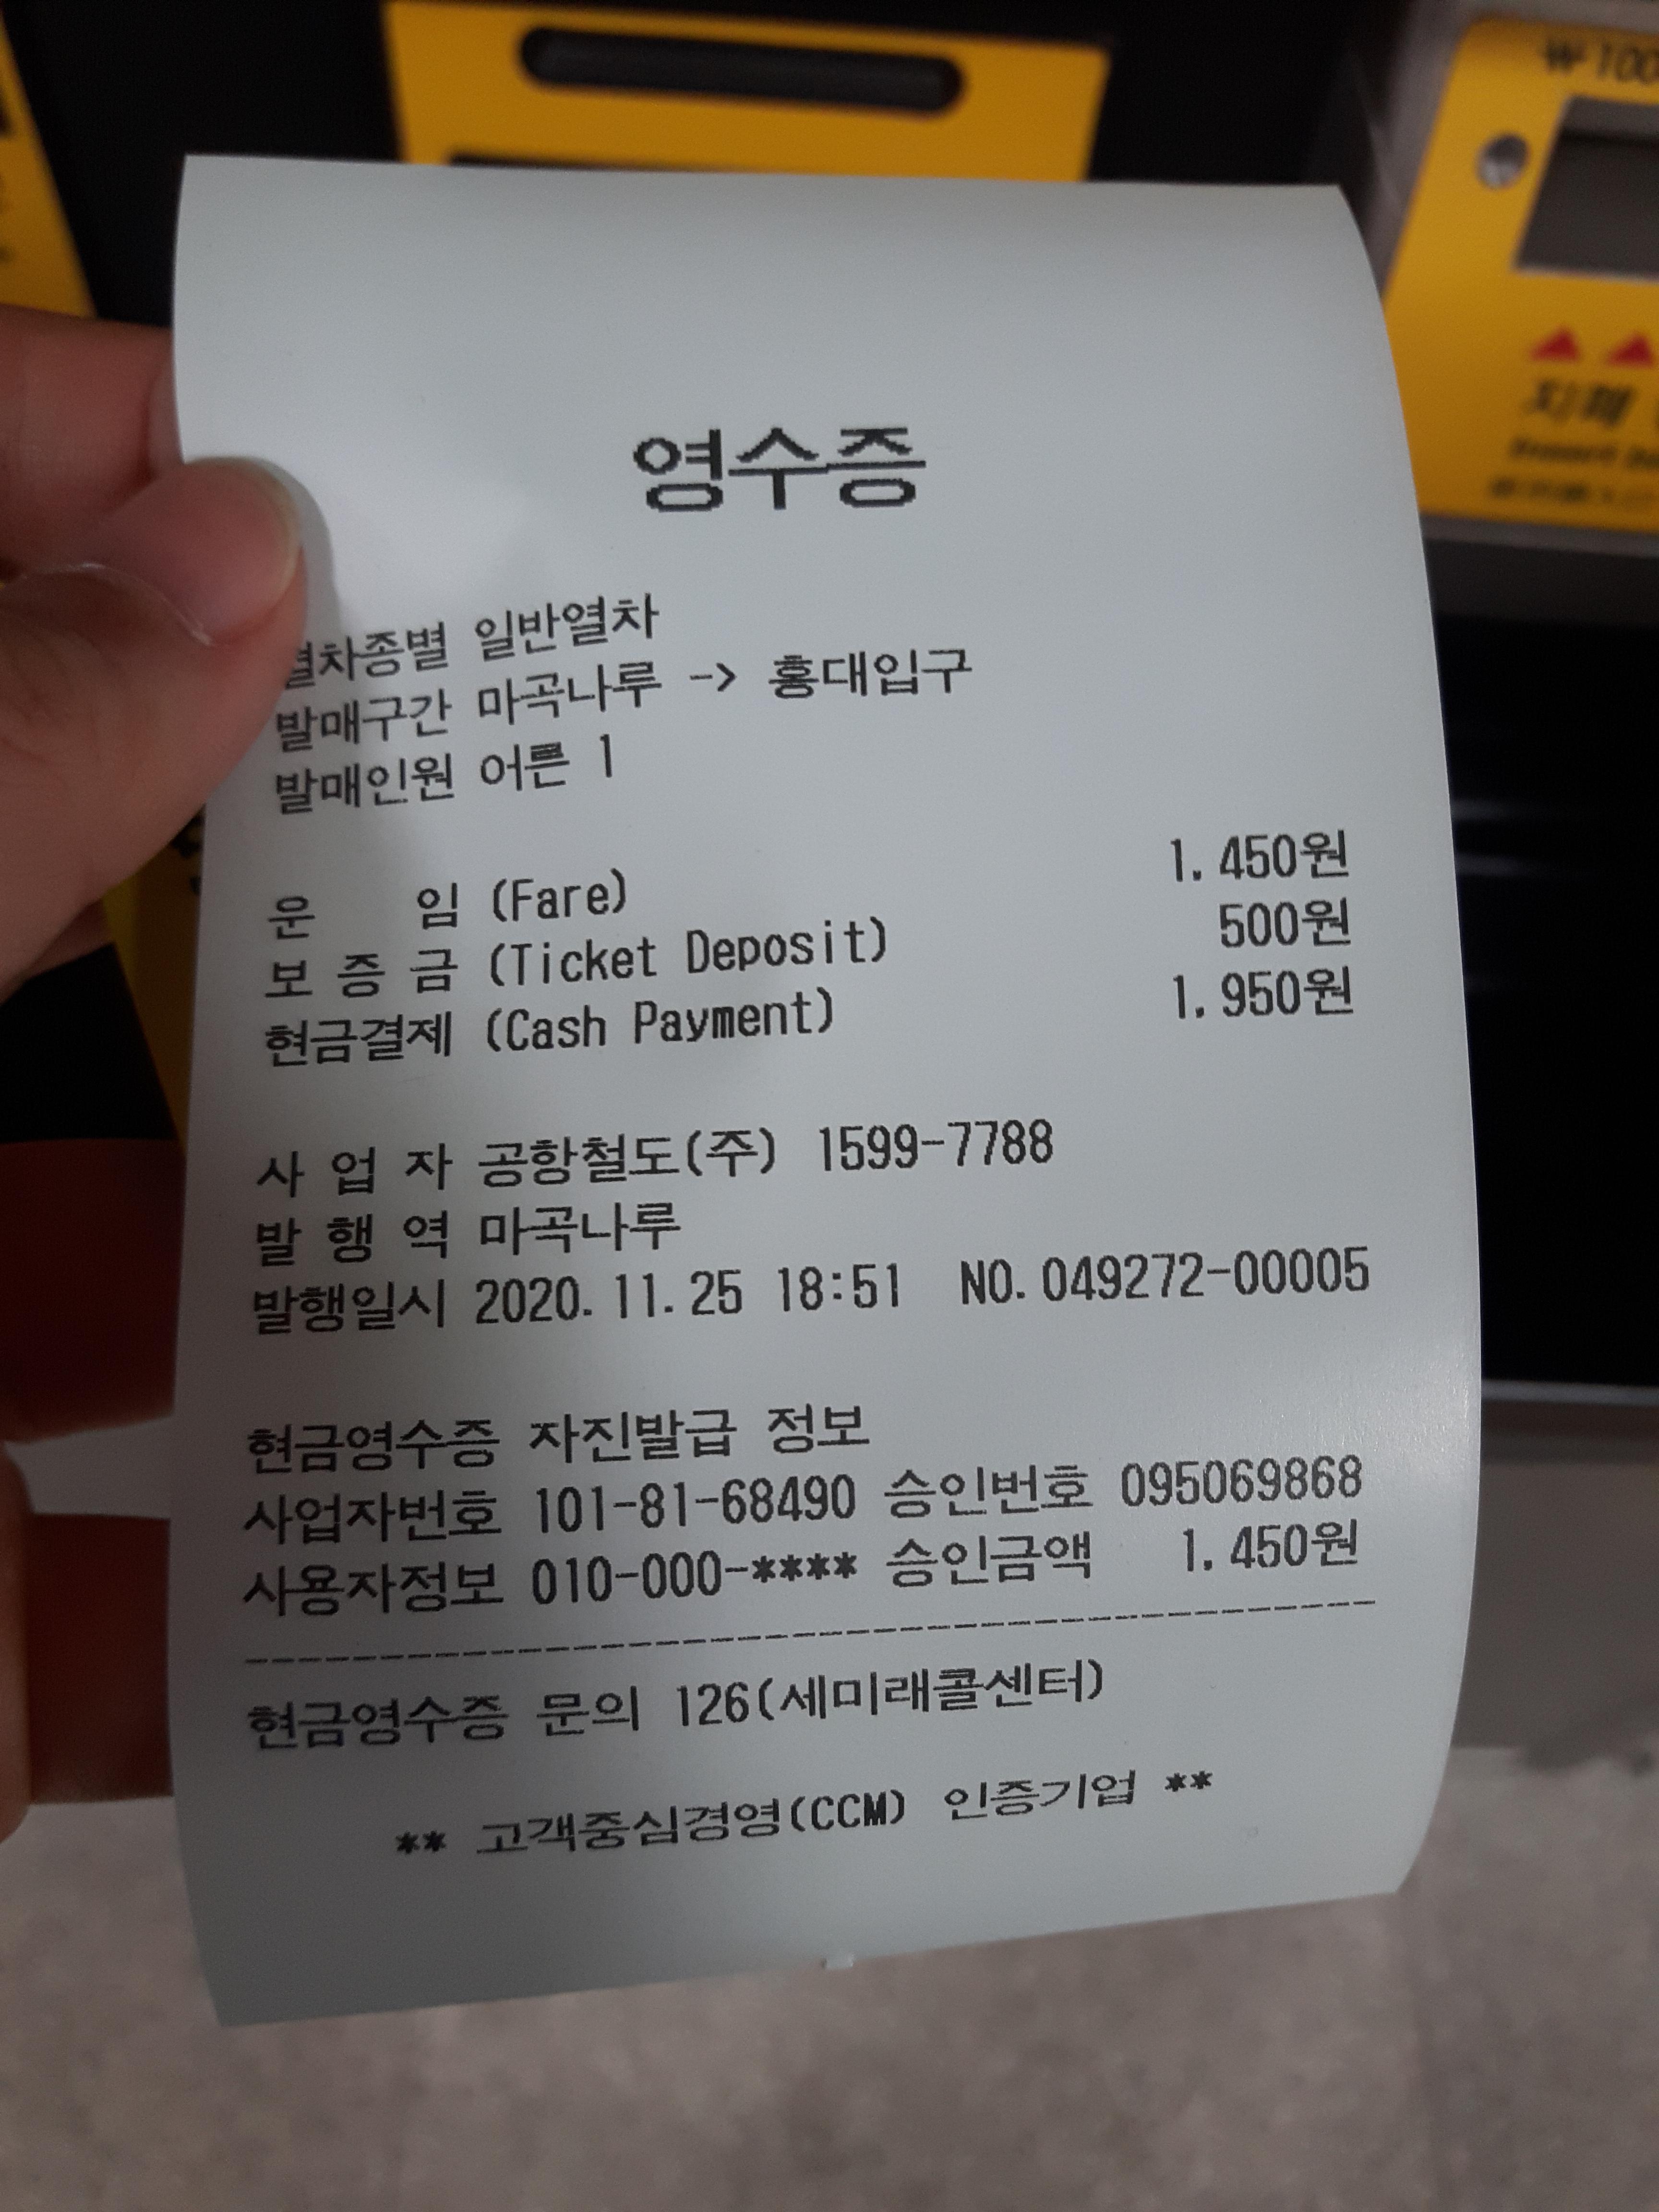 영수증
열차종별 일반열차
발매구간 마곡나루 -> 홍대입구
발매인원 어른 1
운 임 (Fare) 1.450원
보 증 금 (Ticket Deposit) 500원
현금결제 (Cash Payment) 1.950원
사 업 자 공항철도(주) 1599-7788
발 행 역 마곡나루
발행일시 2020.11.25 18:51 NO.049272-00005
현금영수증 자진발급 정보
사업자번호 101-81-68490 승인번호 095069868
사용자정보 010-000-**** 승인금액 1.450원
현금영수증 문의 126(세미래콜센터)
** 고객중심경영(CCM) 인증기업 **
지폐